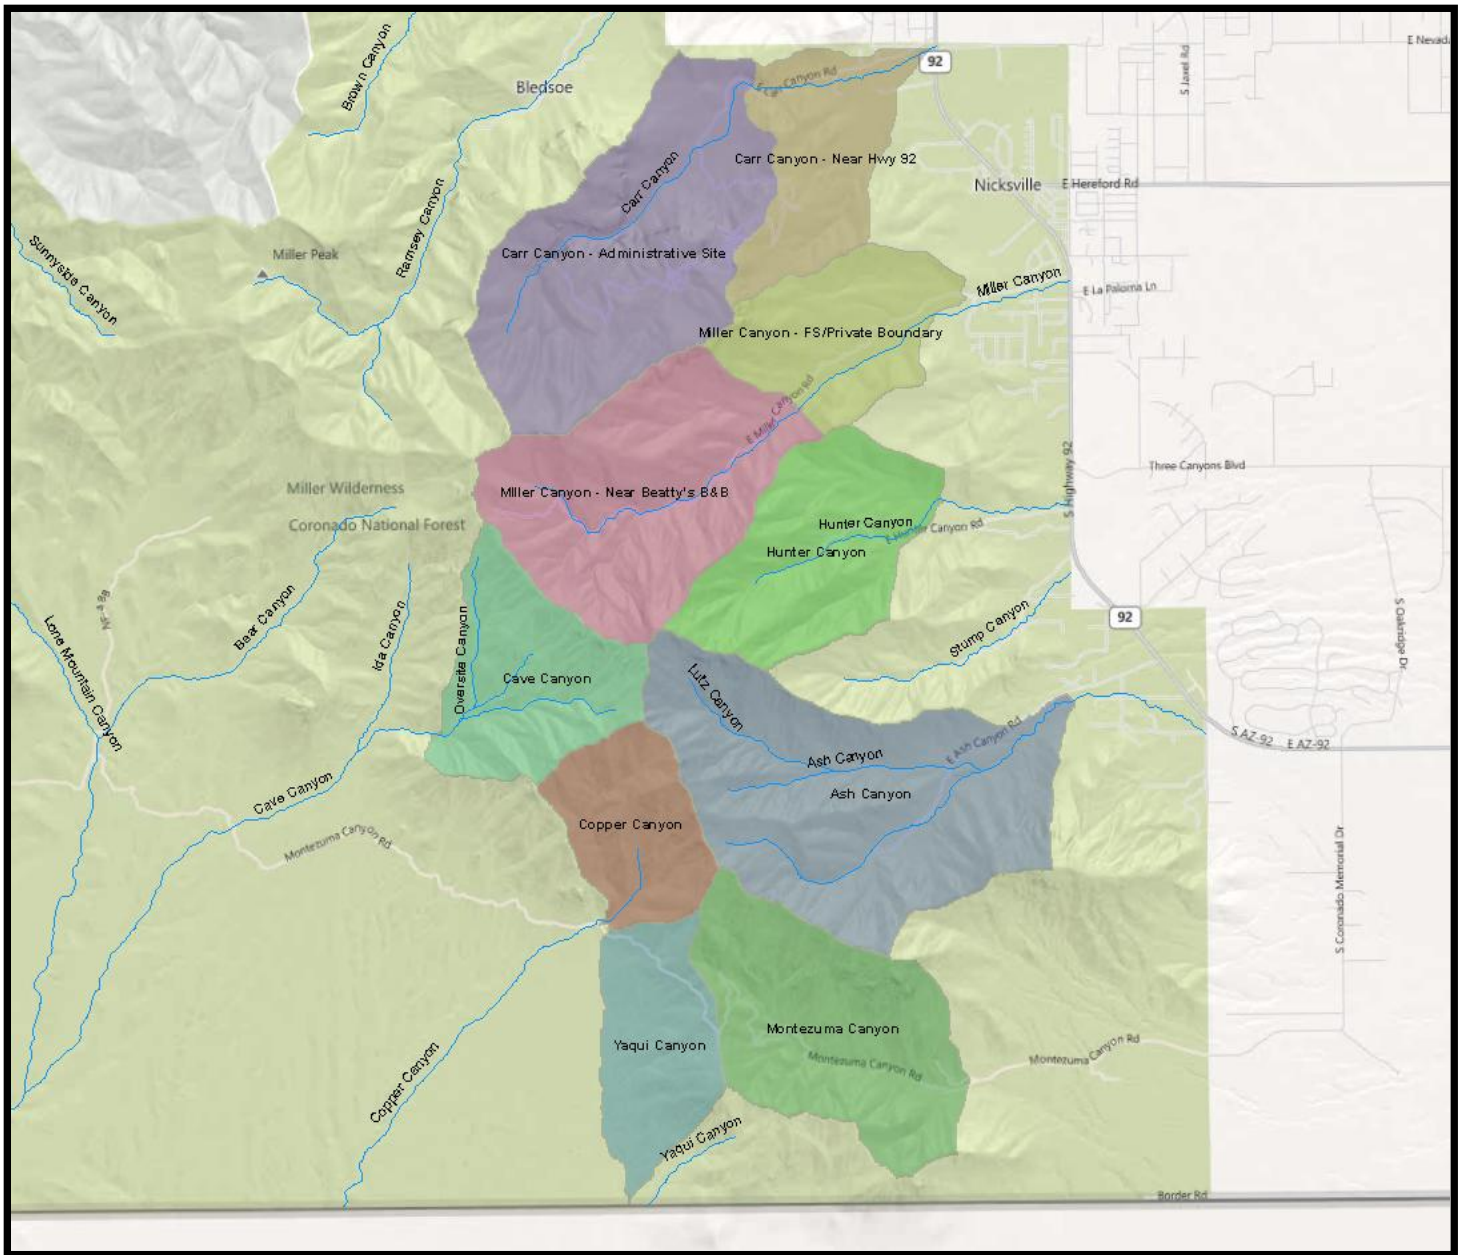 Brown Canyon
Bledsoe
E Carr Canyon Rd
92
S Jaxel Rd
Carr Canyon - Near Hwy 92
Carr Canyon
Nicksville
E Hereford Rd
Ramsey Canyon
Sunnyside Canyon
Miller Peak
Carr Canyon - Administrative Site
Miller Canyon
E La Paloma Ln
Miller Canyon - FS/Private Boundary
E Miller Canyon Rd
Three Canyons Blvd
S Highway 92
Miller Wilderness
MIller Canyon - Near Beatty's B&B
Coronado National Forest
Hunter Canyon
E Hunter Canyon Rd
Hunter Canyon
Bear Canyon
Ida Canyon
Oversite Canyon
Stump Canyon
92
S Oakridge Dr
Lone Mountain Canyon
Cave Canyon
Lutz Canyon
E Ash Canyon Rd
S AZ-92
E AZ-92
Ash Canyon
Ash Canyon
Cave Canyon
Copper Canyon
Montezuma Canyon Rd
S Coronado Memorial Dr
Montezuma Canyon
Yaqui Canyon
Montezuma Canyon Rd
Montezuma Canyon Rd
Copper Canyon
Yaqui Canyon
Border Rd